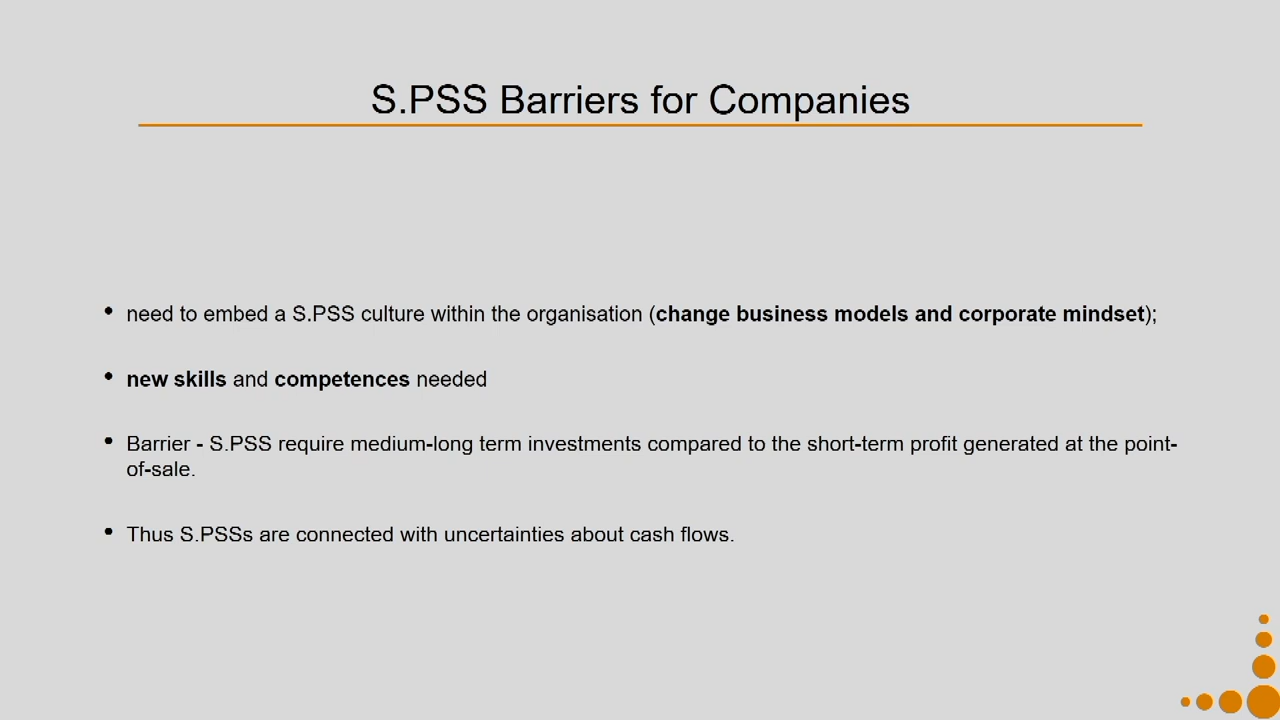 S.PSS Barriers for Companies
• need to embed a S.PSS culture within the organisation (change business models and corporate mindset);
• new skills and competences needed
• Barrier - S.PSS require medium-long term investments compared to the short-term profit generated at the point-
of-sale.
• Thus S.PSSs are connected with uncertainties about cash flows.